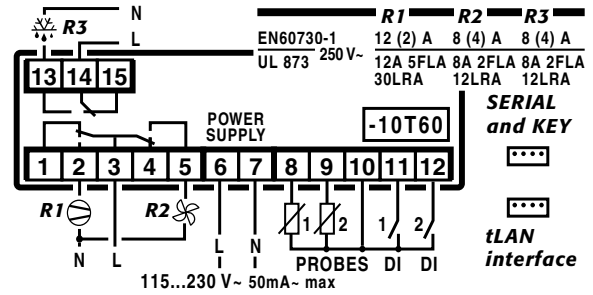 N
R3
L
R1 R2 R3
EN60730-1
UL 873
250 V~
12 (2) A 8 (4) A 8 (4) A
12A 5FLA 8A 2FLA 8A 2FLA
30LRA 12LRA 12LRA
13 14 15
POWER
SUPPLY
-10T60
SERIAL
and KEY
1 2 3 4 5 6 7 8 9 10 11 12
R1 R2
1 2 1 2
N L L N
PROBES DI DI
115...230 V~ 50mA~ max
tLAN
interface